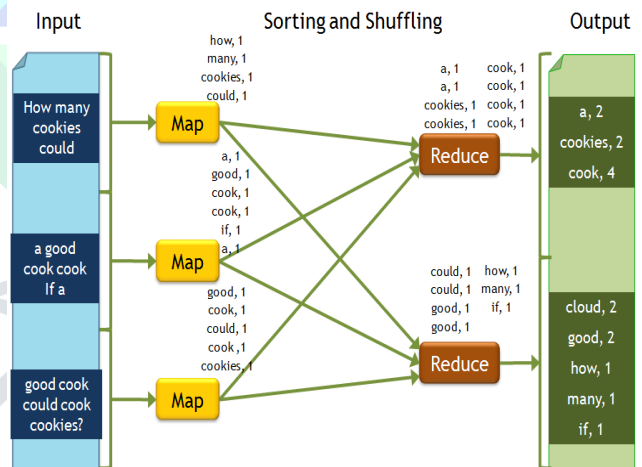 Input
Sorting and Shuffling
Output
How many
cookies
could
a good
cook cook
If a
good cook
could cook
cookies?
how, 1
many, 1
cookies, 1
could, 1
Map
a, 1
good, 1
cook, 1
cook, 1
if, 1
a, 1
Map
good, 1
cook, 1
could, 1
cook ,1
cookies, 1
Map
a, 1 cook, 1
a, 1 cook, 1
cookies, 1 cook, 1
cookies, 1 cook, 1
Reduce
could, 1 how, 1
could, 1 many, 1
good, 1 if, 1
good, 1
Reduce
a, 2
cookies, 2
cook, 4
cloud, 2
good, 2
how, 1
many, 1
if, 1